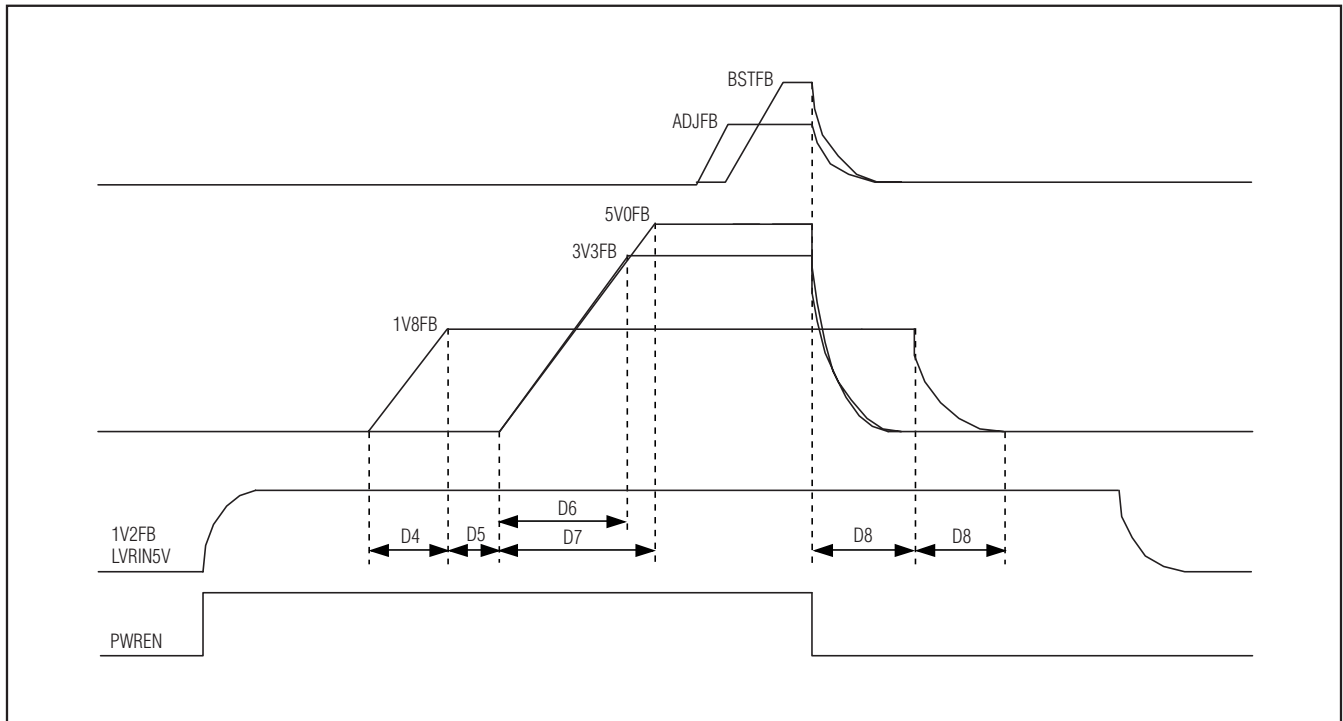 BSTFB
ADJFB
5V0FB
3V3FB
1V8FB
D6
1V2FB
LVRIN5V
D4
D5
D7
D8
D8
PWREN